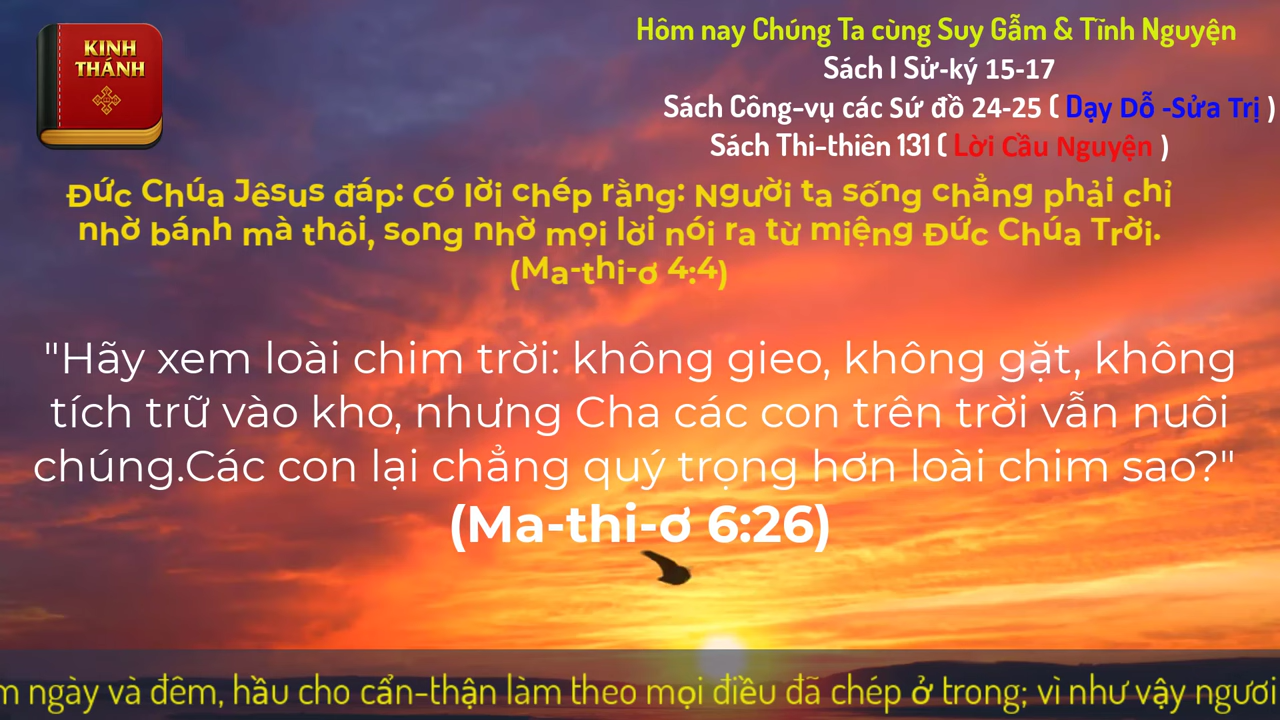 KINH
THÁNH
Hôm nay Chúng Ta cùng Suy Gẫm & Tĩnh Nguyện
Sách I Sử-ký 15-17
Sách Công-vụ các Sứ đồ 24-25 ( Dạy Dỗ -Sửa Trị )
Sách Thi-thiên 131 ( Lời Cầu Nguyện )
Đức Chúa Jêsus đáp: Có lời chép rằng: Người ta sống chẳng phải chỉ
nhờ bánh mà thôi, song nhờ mọi lời nói ra từ miệng Đức Chúa Trời.
(Ma-thi-ơ 4:4)
"Hãy xem loài chim trời: không gieo, không gặt, không
tích trữ vào kho, nhưng Cha các con trên trời vẫn nuôi
chúng.Các con lại chẳng quý trọng hơn loài chim sao?"
(Ma-thi-ơ 6:26)
m ngày và đêm, hầu cho cẩn-thận làm theo mọi điều đã chép ở trong; vì như vậy ngươi